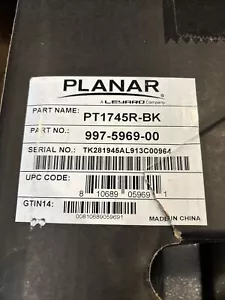 PLANAR
A LEYARD Company
PART NAME: PT1745R-BK
PART NO.: 997-5969-00
SERIAL NO.: TK281945AL913C00964
UPC CODE:
8 10689 05969 1
GTIN14:
00810689059691
MADE IN CHINA